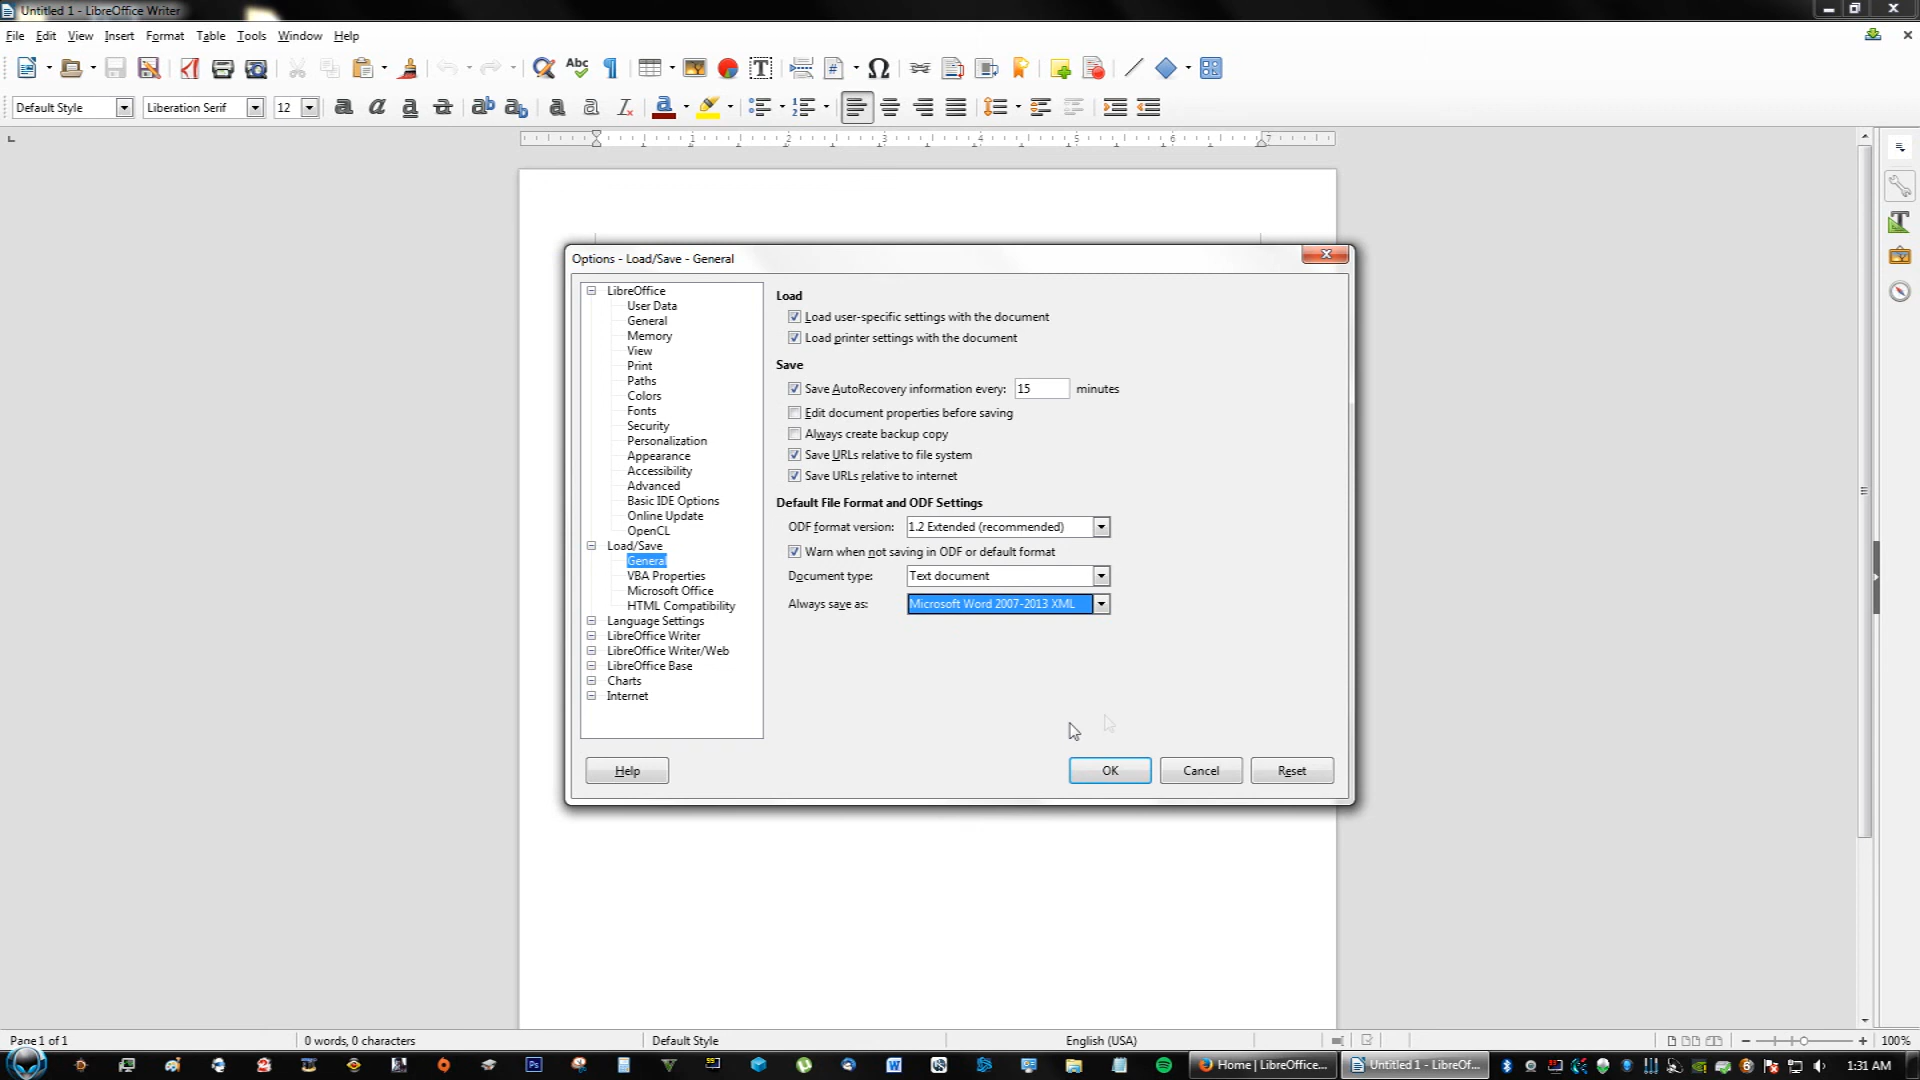 Untitled 1 - LibreOffice Writer
File Edit View Insert Format Table Tools Window Help
Default Style Liberation Serif 12
1 2 3 4 5 6 7
Options - Load/Save - General
LibreOffice
User Data
General
Memory
View
Print
Paths
Colors
Fonts
Security
Personalization
Appearance
Accessibility
Advanced
Basic IDE Options
Online Update
OpenCL
Load/Save
General
VBA Properties
Microsoft Office
HTML Compatibility
Language Settings
LibreOffice Writer
LibreOffice Writer/Web
LibreOffice Base
Charts
Internet
Load
Load user-specific settings with the document
Load printer settings with the document
Save
Save AutoRecovery information every: 15 minutes
Edit document properties before saving
Always create backup copy
Save URLs relative to file system
Save URLs relative to internet
Default File Format and ODF Settings
ODF format version: 1.2 Extended (recommended)
Warn when not saving in ODF or default format
Document type: Text document
Always save as: Microsoft Word 2007-2013 XML
Help OK Cancel Reset
Page 1 of 1 0 words, 0 characters Default Style English (USA) 100%
Home | LibreOffice... Untitled 1 - LibreOf... 1:31 AM